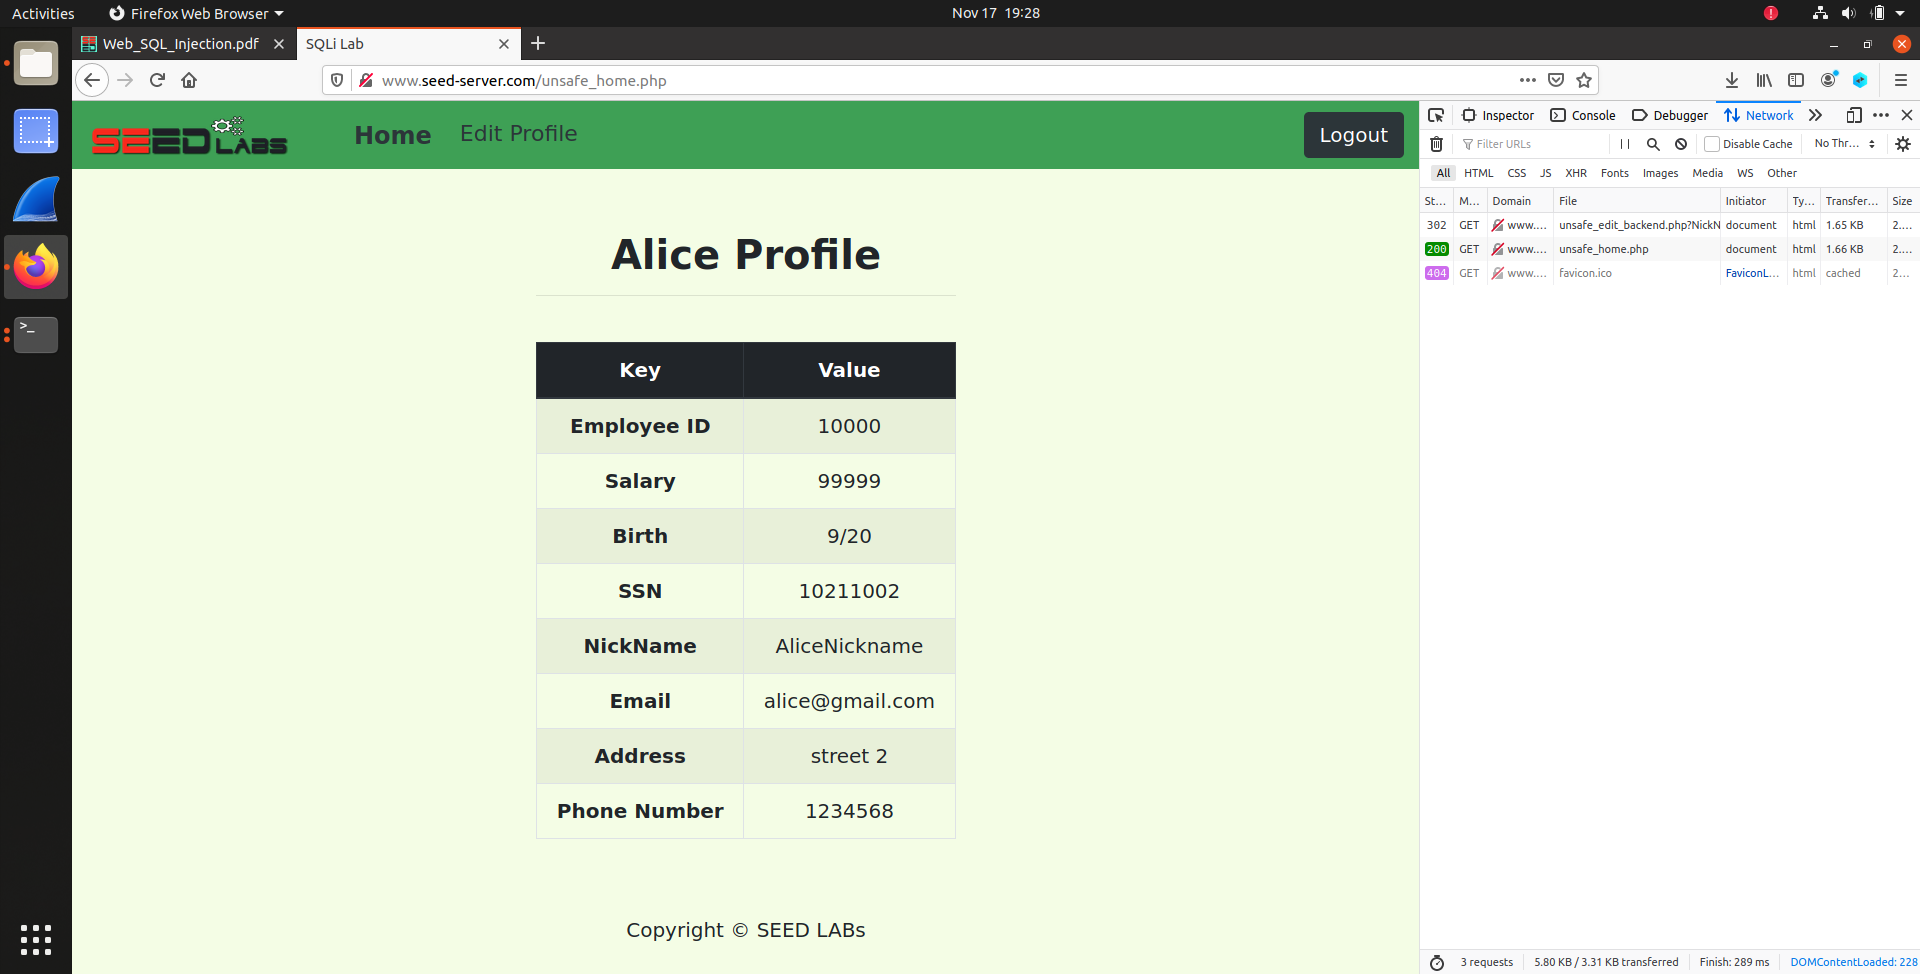 Activities Firefox Web Browser Nov 17 19:28
Web_SQL_Injection.pdf SQLi Lab
www.seed-server.com/unsafe_home.php
SEED LABS Home Edit Profile Logout
Inspector Console Debugger Network
Filter URLs Disable Cache No Thr...
All HTML CSS JS XHR Fonts Images Media WS Other
St... M... Domain File Initiator Ty... Transfer... Size
302 GET www.... unsafe_edit_backend.php?NickN document html 1.65 KB 2....
200 GET www.... unsafe_home.php document html 1.66 KB 2....
404 GET www.... favicon.ico FaviconL... html cached 2...
Alice Profile
Key Value
Employee ID 10000
Salary 99999
Birth 9/20
SSN 10211002
NickName AliceNickname
Email alice@gmail.com
Address street 2
Phone Number 1234568
Copyright © SEED LABs
3 requests 5.80 KB / 3.31 KB transferred Finish: 289 ms DOMContentLoaded: 228